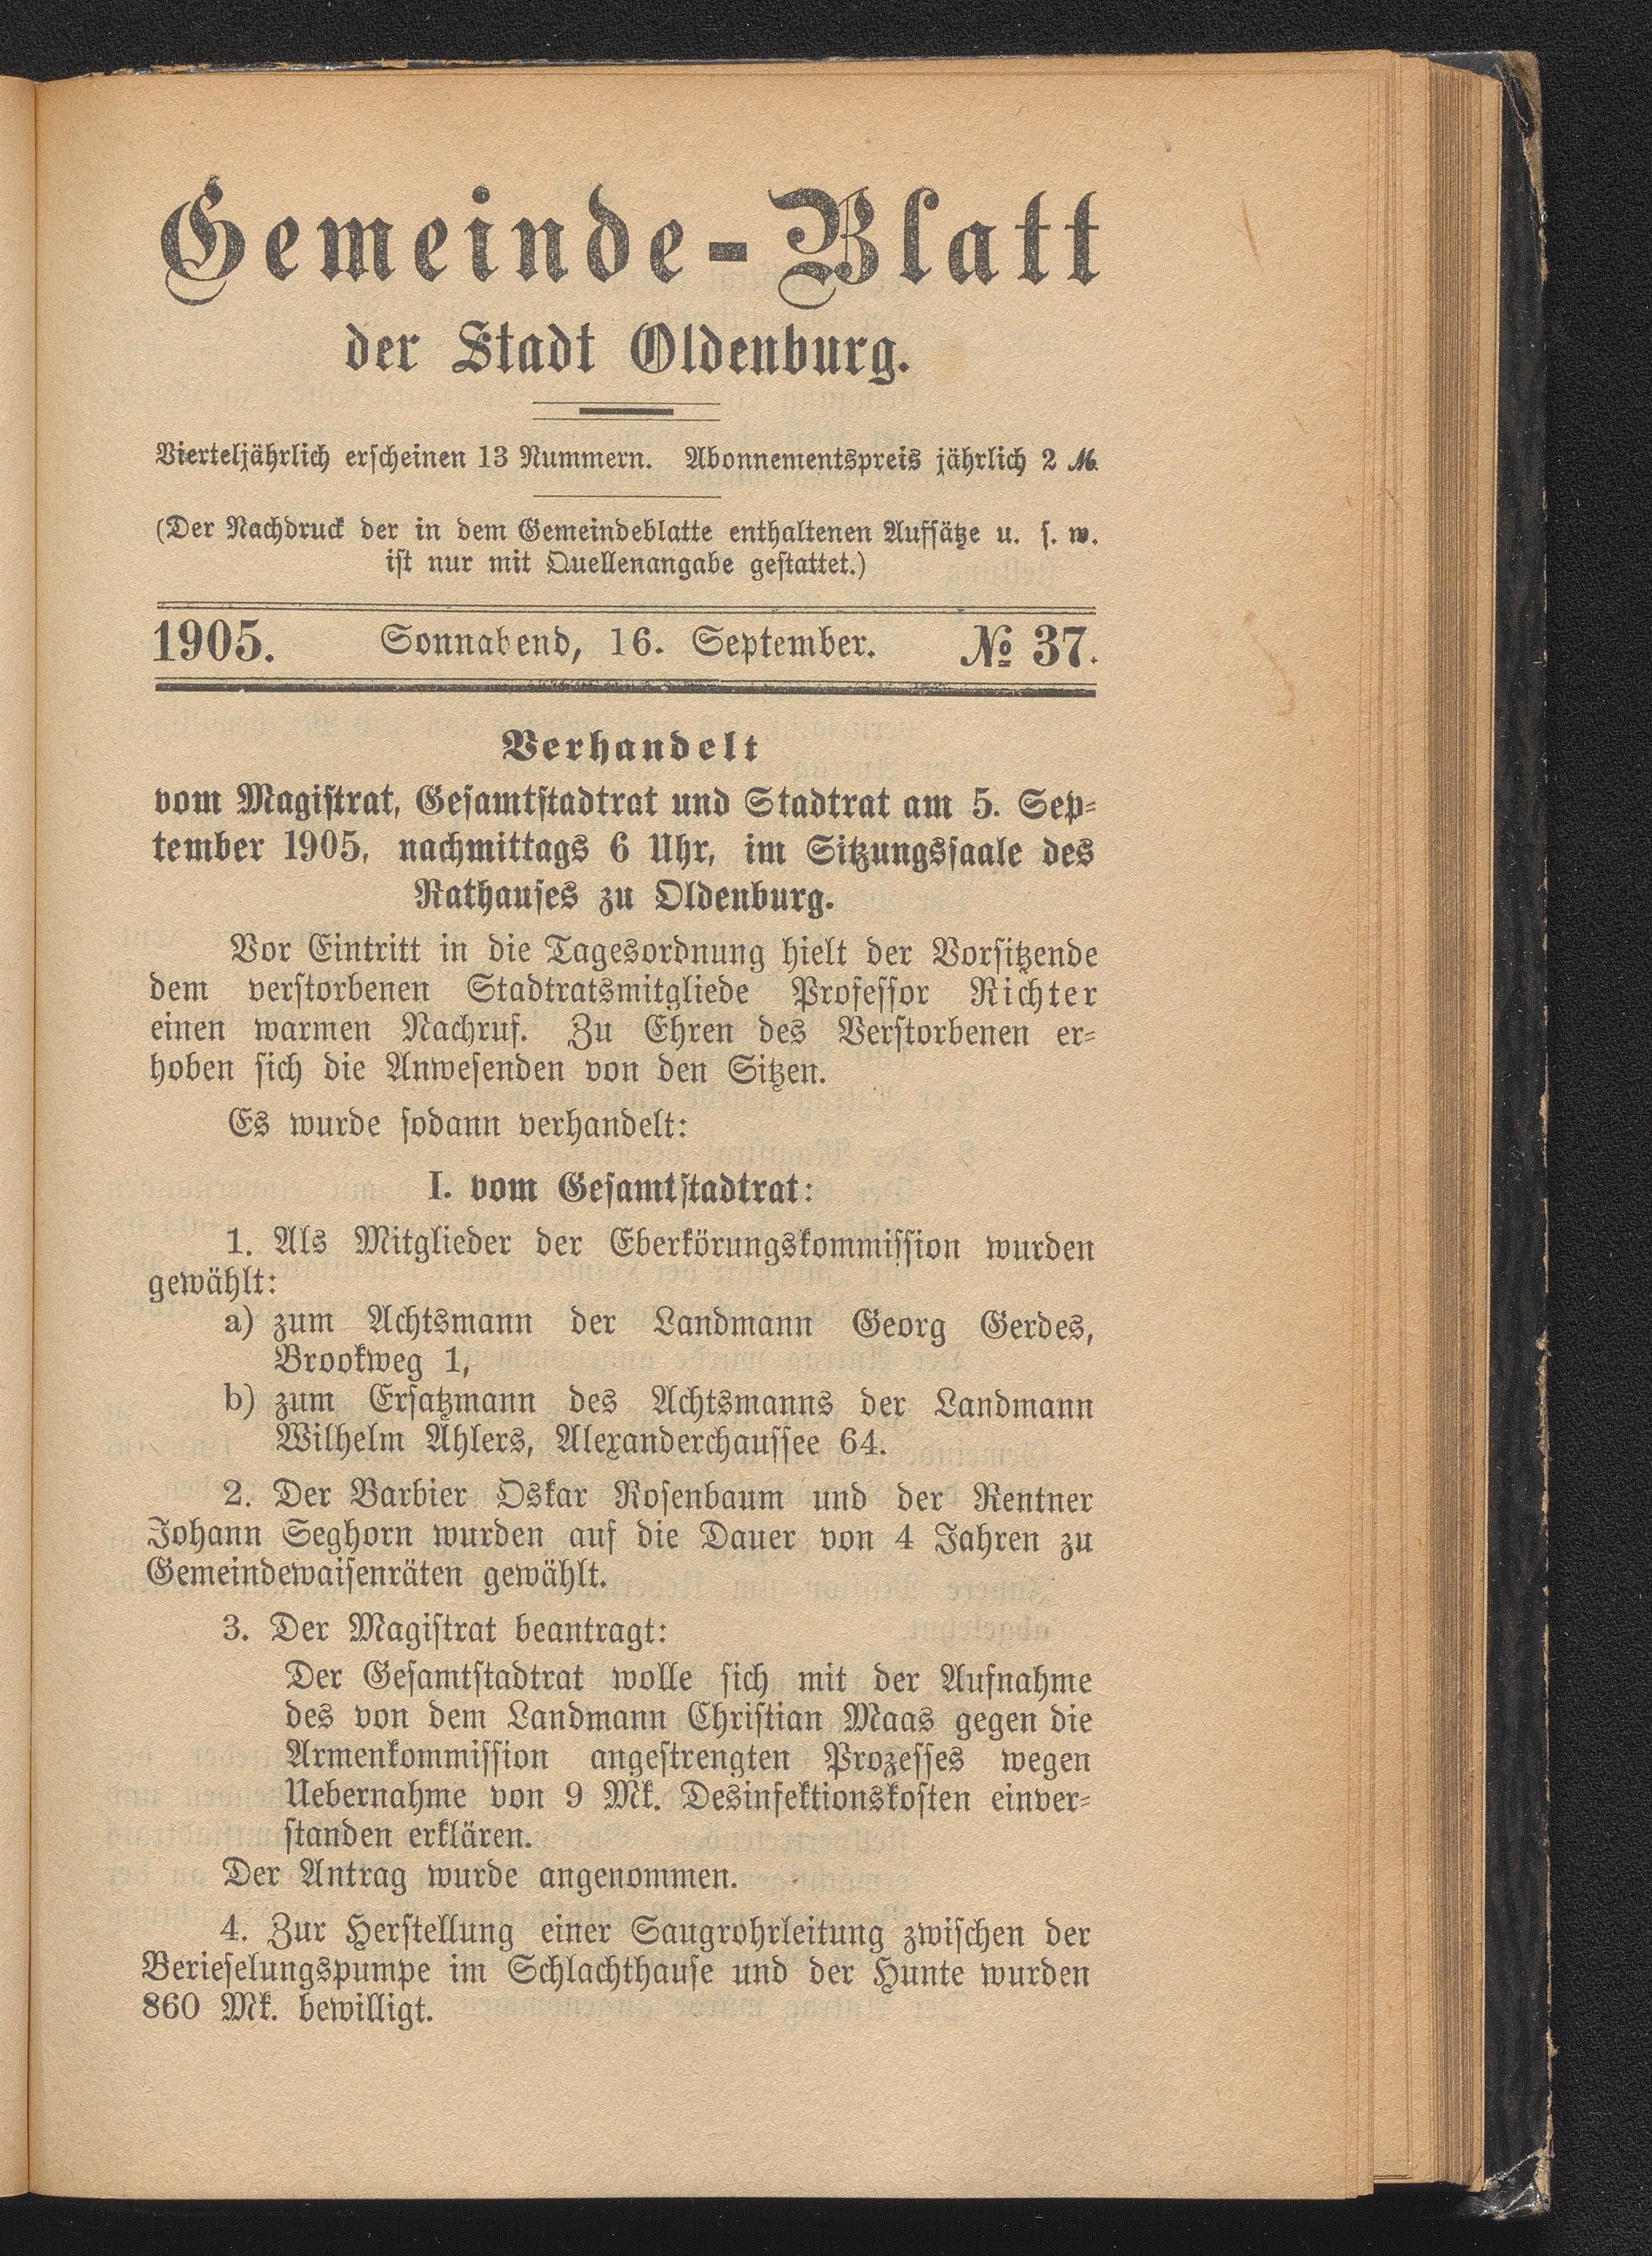 Gemeinde-Blatt
der Stadt Oldenburg.
Vierteljährlich erscheinen 13 Nummern. Abonnementspreis jährlich 2 ℳ.
(Der Nachdruck der in dem Gemeindeblatte enthaltenen Aufsätze u. s. w.
ist nur mit Quellenangabe gestattet.)
1905. Sonnabend, 16. September. № 37.
Verhandelt
vom Magistrat, Gesamtstadtrat und Stadtrat am 5. Sep-
tember 1905, nachmittags 6 Uhr, im Sitzungssaale des
Rathauses zu Oldenburg.
Vor Eintritt in die Tagesordnung hielt der Vorsitzende
dem verstorbenen Stadtratsmitgliede Professor Richter
einen warmen Nachruf. Zu Ehren des Verstorbenen er-
hoben sich die Anwesenden von den Sitzen.
Es wurde sodann verhandelt:
I. vom Gesamtstadtrat:
1. Als Mitglieder der Eberkörungskommission wurden
gewählt:
a) zum Achtsmann der Landmann Georg Gerdes,
Brookweg 1,
b) zum Ersatzmann des Achtsmanns der Landmann
Wilhelm Ahlers, Alexanderchaussee 64.
2. Der Barbier Oskar Rosenbaum und der Rentner
Johann Seghorn wurden auf die Dauer von 4 Jahren zu
Gemeindewaisenräten gewählt.
3. Der Magistrat beantragt:
Der Gesamtstadtrat wolle sich mit der Aufnahme
des von dem Landmann Christian Maas gegen die
Armenkommission angestrengten Prozesses wegen
Uebernahme von 9 Mk. Desinfektionskosten einver-
standen erklären.
Der Antrag wurde angenommen.
4. Zur Herstellung einer Saugrohrleitung zwischen der
Berieselungspumpe im Schlachthause und der Hunte wurden
860 Mk. bewilligt.